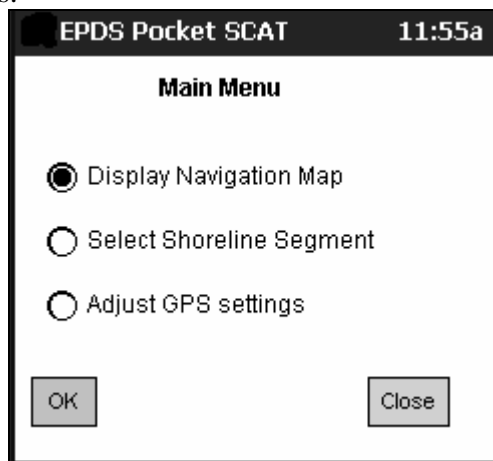 EPDS Pocket SCAT 11:55a
Main Menu
Display Navigation Map
Select Shoreline Segment
Adjust GPS settings
OK Close